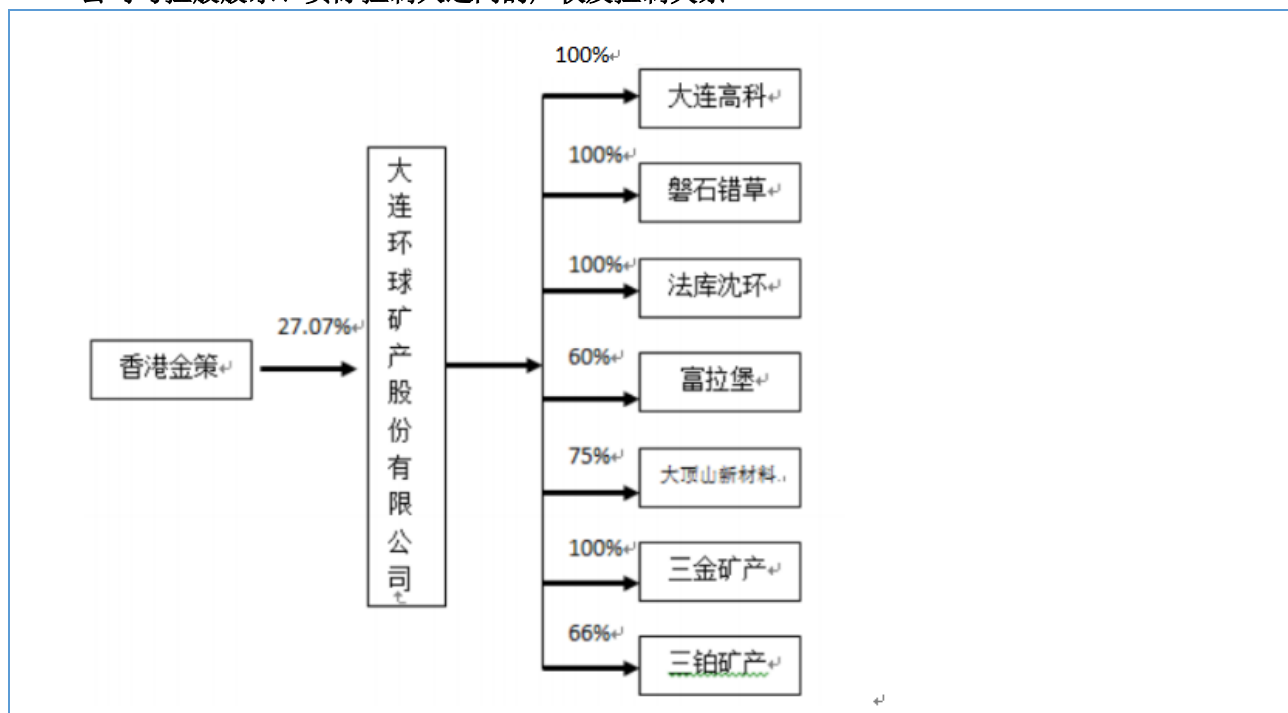 100%
大连高科
100%
磐石错草
100%
法库沈环
27.07%
香港金策
大连环球矿产股份有限公司
60%
富拉堡
75%
大顶山新材料
100%
三金矿产
66%
三铂矿产